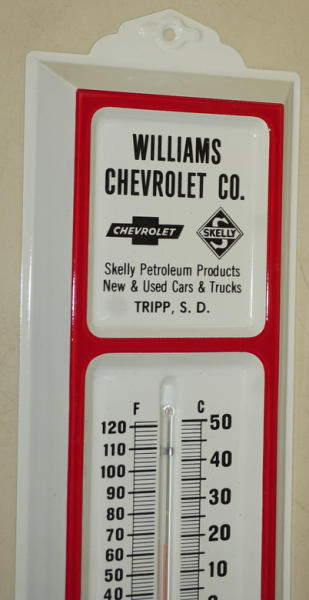 WILLIAMS
CHEVROLET CO.
CHEVROLET
SKELLY
S
Skelly Petroleum Products
New & Used Cars & Trucks
TRIPP, S. D.
F C
120 50
110
100 40
90
80 30
70
60 20
50 10
40 0